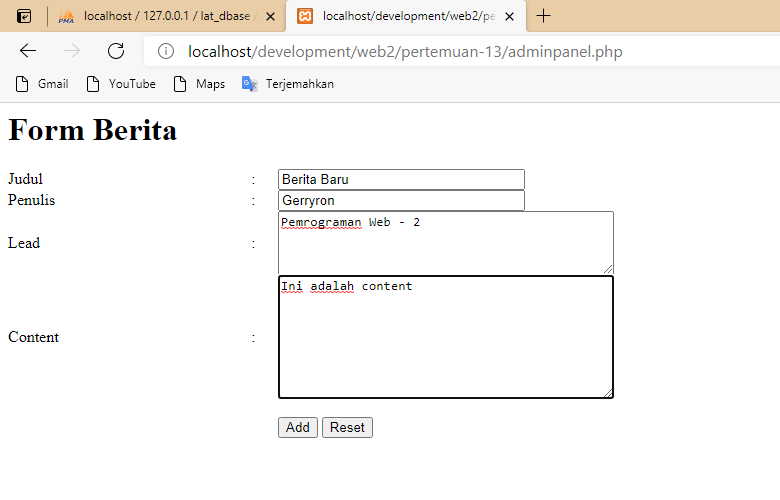 PMA localhost / 127.0.0.1 / lat_dbase
localhost/development/web2/pe
localhost/development/web2/pertemuan-13/adminpanel.php
Gmail YouTube Maps Terjemahkan
Form Berita
Judul : Berita Baru
Penulis : Gerryron
Lead : Pemrograman Web - 2
Content : Ini adalah content
Add Reset